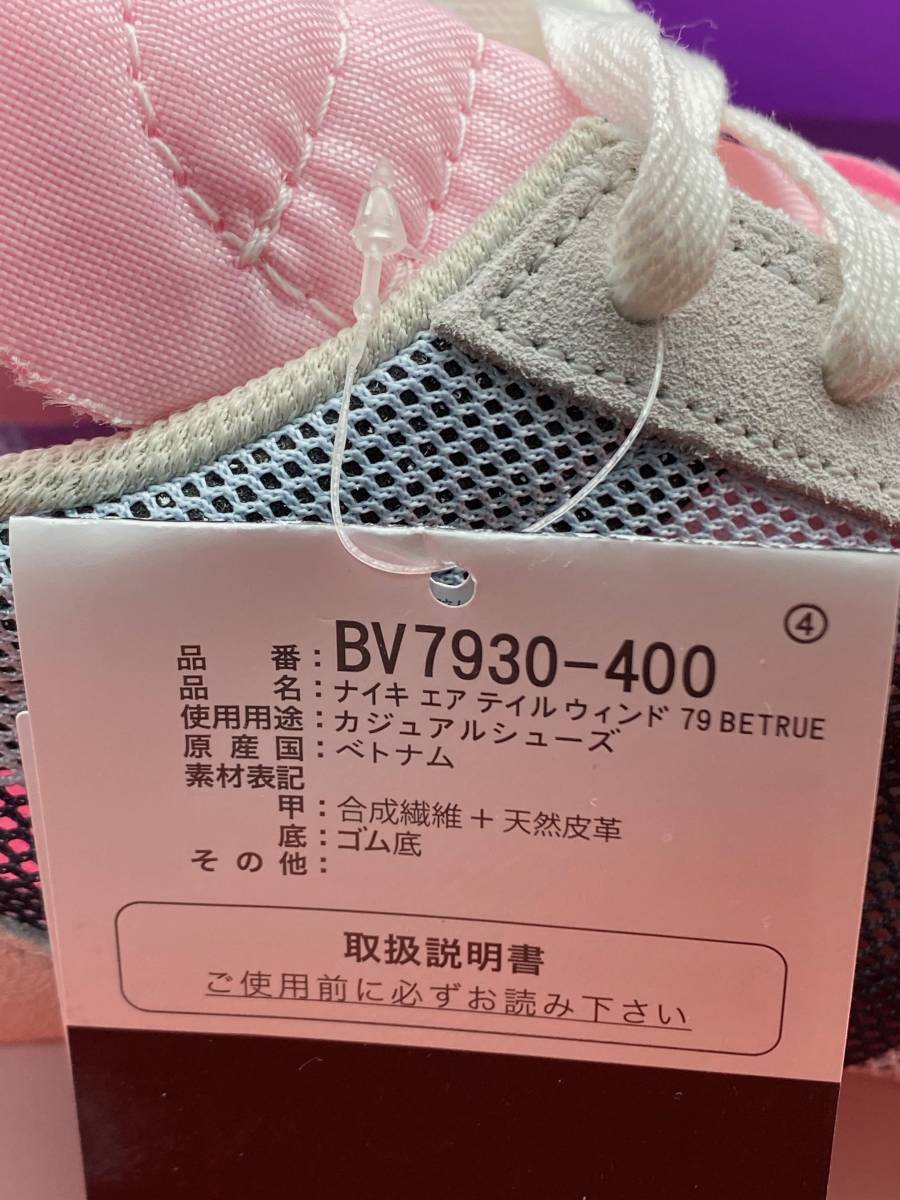 ④
品番：BV7930-400
品名：ナイキ エア テイルウィンド 79 BETRUE
使用用途：カジュアルシューズ
原産国：ベトナム
素材表記
甲：合成繊維＋天然皮革
底：ゴム底
その他：
取扱説明書
ご使用前に必ずお読み下さい